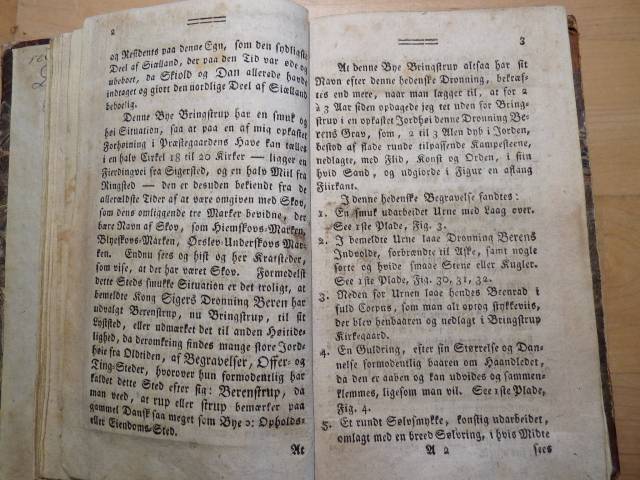 2
og Residents paa denne Egn, som den sydligste
Deel af Siælland, der paa den Tid var øde og
ubeboet, da Skiold og Dan allerede havde
indtaget og giort den nordlige Deel af Siælland
beboelig.
Denne Bye Bringstrup har en smuk og
høi Situation, saa at paa en af mig opkastet
Forhøining i Præstegaardens Have kan tælles
i en halv Cirkel 18 til 20 Kirker — ligger en
Fierdingvei fra Sigersted, og en halv Miil fra
Ringsted — den er desuden bekiendt fra de
allerældste Tider af at være omgiven med Skov,
som dens omliggende tre Marker bevidne, der
bære Navn af Skov, som Hiemskovs-Marken,
Blyeskovs-Marken, Ørslev-Underskovs Mar-
ken. Endnu sees og hist og her Kratsteder,
som vise, at der har været Skov. Formedelst
dette Steds smukke Situation er det troligt, at
bemeldte Kong Sigers Dronning Beren har
udvalgt Berenstrup, nu Bringstrup, til sit
Lyststed, eller udmærket det til anden Høitide-
lighed, da deromkring findes mange store Jord-
høie fra Oldtiden, af Begravelser, Offer- og
Ting-Steder, hvorover hun formodentlig har
kaldet dette Sted efter sig: Berenstrup, da
man veed, at rup eller strup bemærker paa
gammel Dansk saa meget som Bye ɔ: Opholds-
eller Eiendoms-Sted.
At
3
At denne Bye Bringstrup altsaa har sit
Navn efter denne hedenske Dronning, bekræf-
tes end mere, naar man lægger til, at for 2
à 3 Aar siden opdagede jeg tet uden for Bring-
strup i en opkastet Jordhøi denne Dronning Be-
rens Grav, som, 2 til 3 Alen dyb i Jorden,
bestod af flade runde tilpassende Kampesteene,
nedlagte, med Flid, Konst og Orden, i fiin
hvid Sand, og udgiorde i Figur en aflang
Fiirkant.
I denne hedenske Begravelse fandtes:
1. En smuk udarbeidet Urne med Laag over.
See 1ste Plade, Fig. 3.
2. I bemeldte Urne laae Dronning Berens
Indvolde, forbrændte til Aske, samt nogle
sorte og hvide smaae Stene eller Kugler.
See 1ste Plade, Fig. 30, 31, 32.
3. Neden for Urnen laae hendes Beenrad i
fuld Corpus, som man alt optog stykkeviis,
der blev henbaaren og nedlagt i Bringstrup
Kirkegaard.
4. En Guldring, efter sin Størrelse og Dan-
nelse formodentlig baaren om Haandledet,
da den er aaben og kan udvides og sammen-
klemmes, ligesom man vil. See 1ste Plade,
Fig. 4.
5. Et rundt Sølvsmykke, konstig udarbeidet,
omlagt med en breed Sølvring, i hvis Midte
A 2
sees